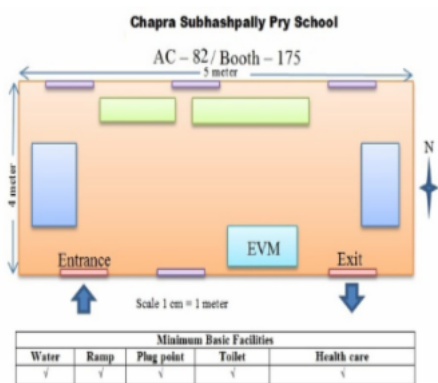 Chapra Subhashpally Pry School
AC – 82/ Booth – 175
5 meter
4 meter
N
EVM
Entrance
Exit
Scale 1 cm = 1 meter
Minimum Basic Facilities
Water Ramp Plug point Toilet Health care
√ √ √ √ √